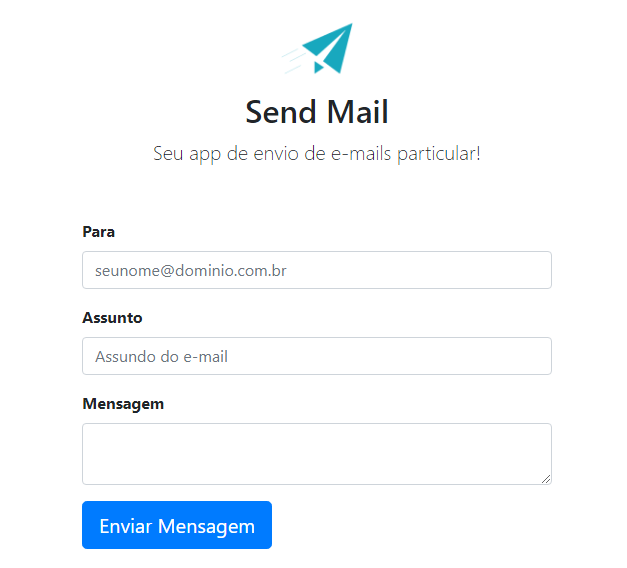 Send Mail
Seu app de envio de e-mails particular!
Para
seunome@dominio.com.br
Assunto
Assundo do e-mail
Mensagem
Enviar Mensagem